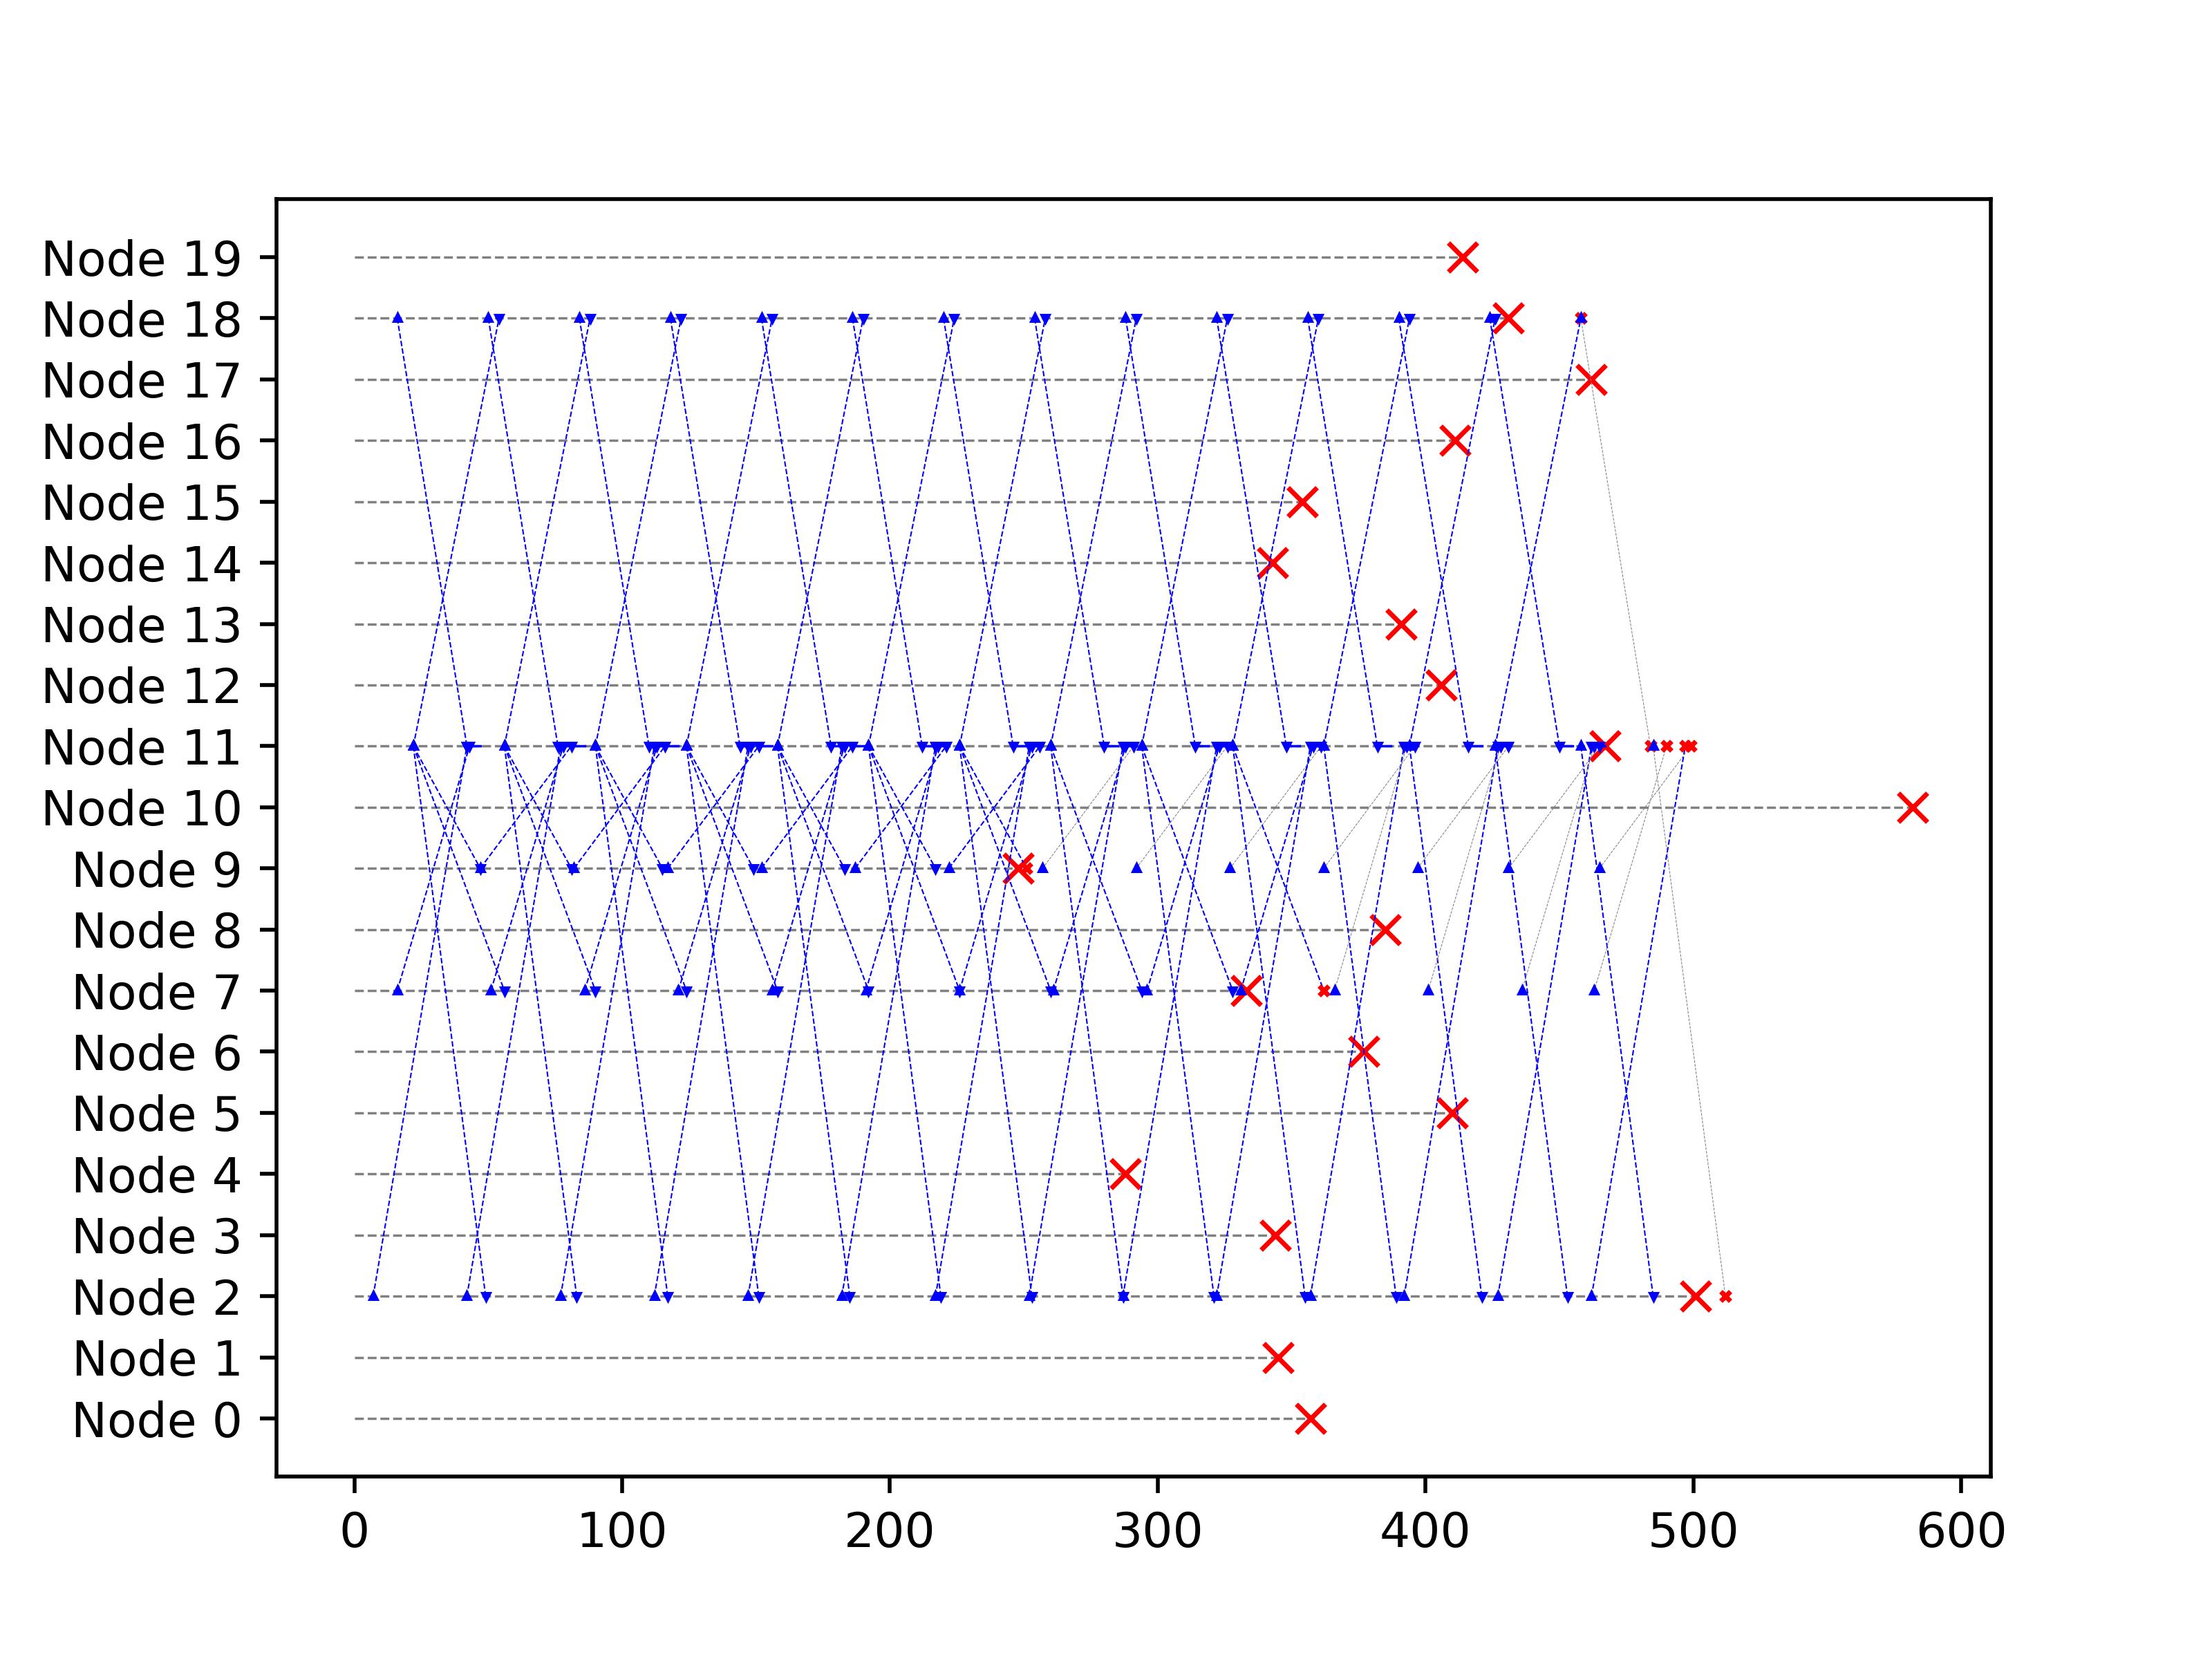 Node 19
Node 18
Node 17
Node 16
Node 15
Node 14
Node 13
Node 12
Node 11
Node 10
Node 9
Node 8
Node 7
Node 6
Node 5
Node 4
Node 3
Node 2
Node 1
Node 0
0 100 200 300 400 500 600